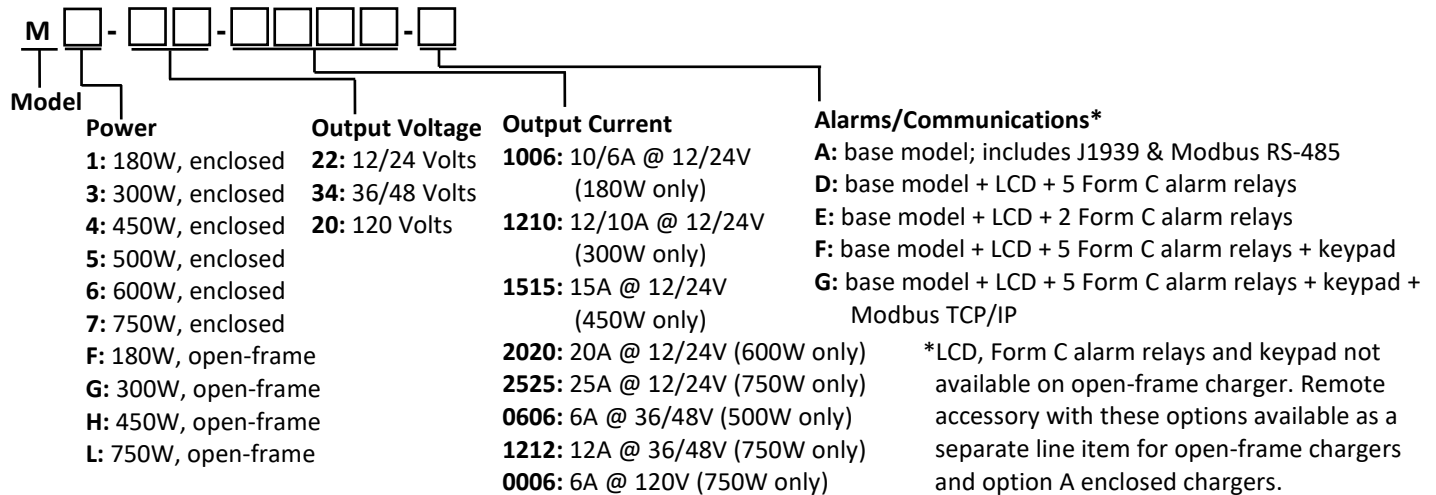 M - - -
Model
Power
1: 180W, enclosed
3: 300W, enclosed
4: 450W, enclosed
5: 500W, enclosed
6: 600W, enclosed
7: 750W, enclosed
F: 180W, open-frame
G: 300W, open-frame
H: 450W, open-frame
L: 750W, open-frame
Output Voltage
22: 12/24 Volts
34: 36/48 Volts
20: 120 Volts
Output Current
1006: 10/6A @ 12/24V
(180W only)
1210: 12/10A @ 12/24V
(300W only)
1515: 15A @ 12/24V
(450W only)
2020: 20A @ 12/24V (600W only)
2525: 25A @ 12/24V (750W only)
0606: 6A @ 36/48V (500W only)
1212: 12A @ 36/48V (750W only)
0006: 6A @ 120V (750W only)
Alarms/Communications*
A: base model; includes J1939 & Modbus RS-485
D: base model + LCD + 5 Form C alarm relays
E: base model + LCD + 2 Form C alarm relays
F: base model + LCD + 5 Form C alarm relays + keypad
G: base model + LCD + 5 Form C alarm relays + keypad +
Modbus TCP/IP
*LCD, Form C alarm relays and keypad not
available on open-frame charger. Remote
accessory with these options available as a
separate line item for open-frame chargers
and option A enclosed chargers.